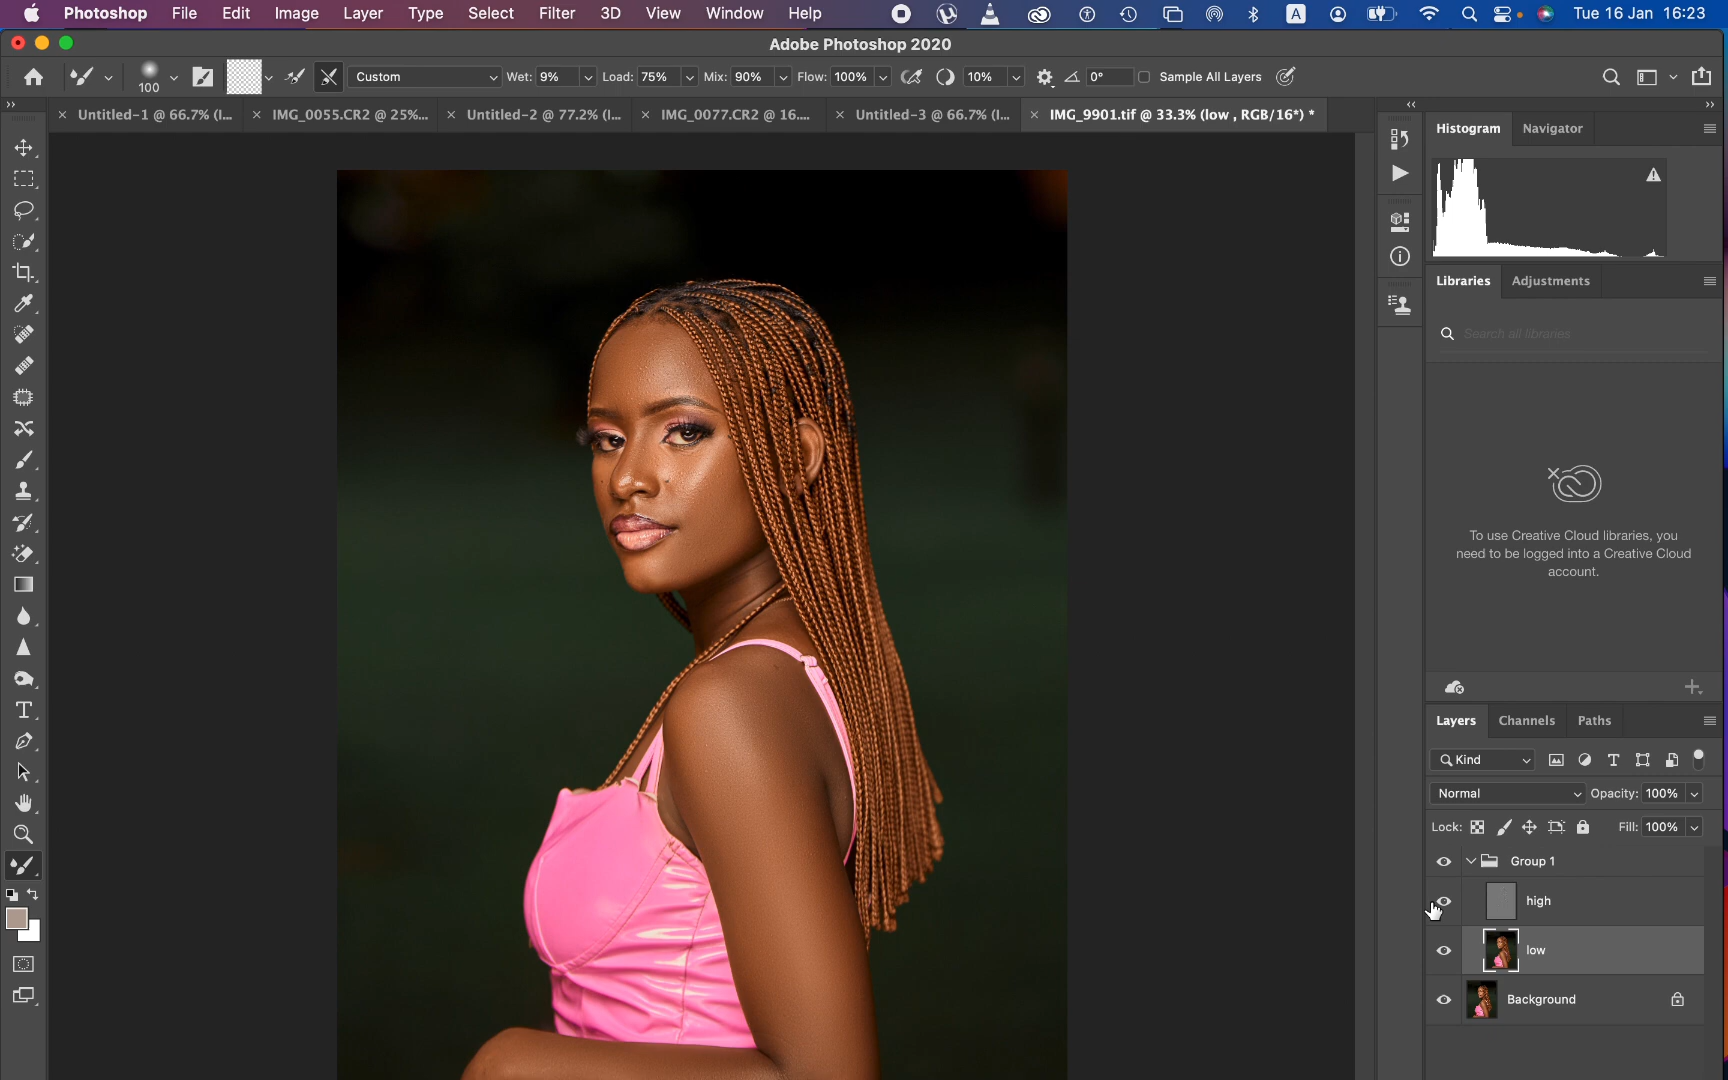 Photoshop File Edit Image Layer Type Select Filter 3D View Window Help A Tue 16 Jan 16:23
Adobe Photoshop 2020
100 Custom Wet: 9% Load: 75% Mix: 90% Flow: 100% 10% 0° Sample All Layers
Untitled-1 @ 66.7% (l... IMG_0055.CR2 @ 25%... Untitled-2 @ 77.2% (l... IMG_0077.CR2 @ 16.... Untitled-3 @ 66.7% (l... IMG_9901.tif @ 33.3% (low , RGB/16*) *
Histogram Navigator
Libraries Adjustments
Search all libraries
To use Creative Cloud libraries, you
need to be logged into a Creative Cloud
account.
Layers Channels Paths
Kind
Normal Opacity: 100%
Lock: Fill: 100%
Group 1
high
low
Background